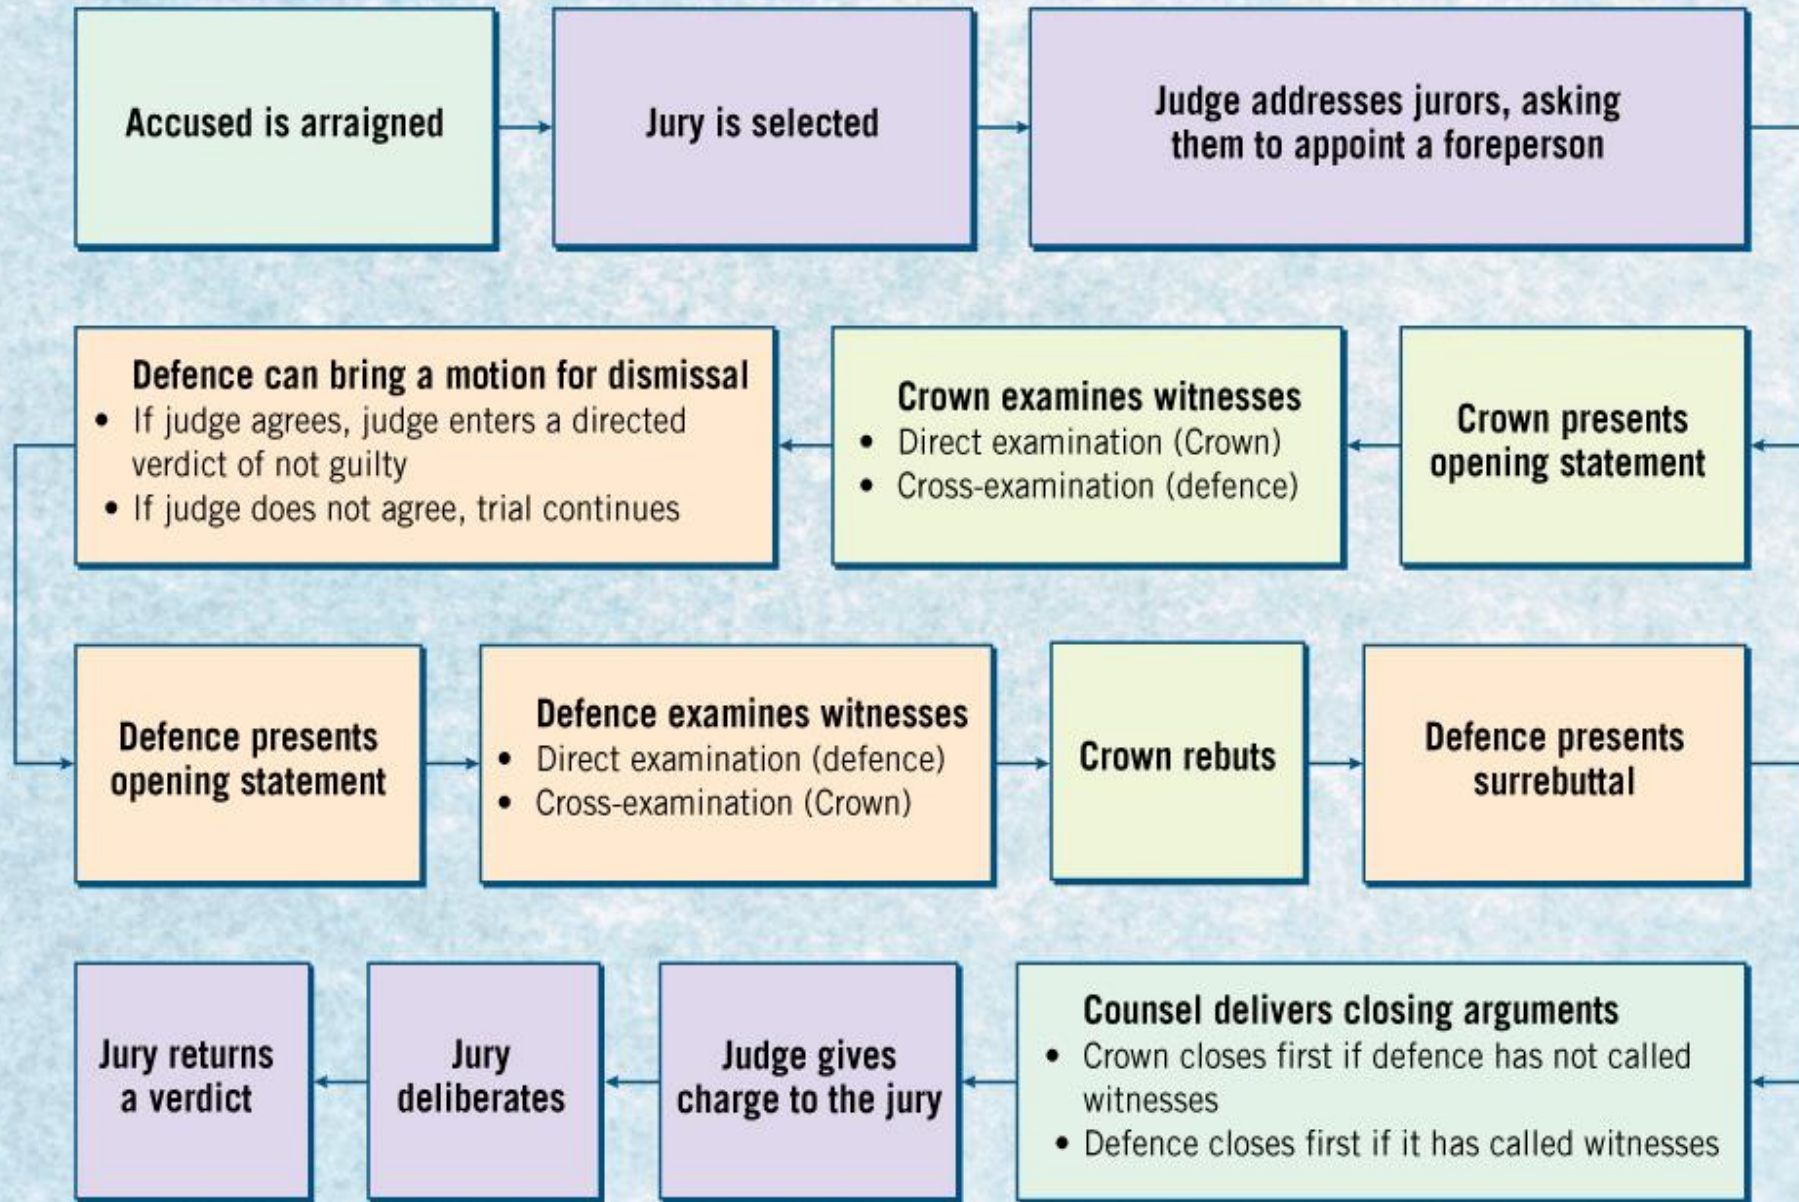 Accused is arraigned
Jury is selected
Judge addresses jurors, asking
them to appoint a foreperson
Crown presents
opening statement
Crown examines witnesses
• Direct examination (Crown)
• Cross-examination (defence)
Defence can bring a motion for dismissal
• If judge agrees, judge enters a directed
verdict of not guilty
• If judge does not agree, trial continues
Defence presents
opening statement
Defence examines witnesses
• Direct examination (defence)
• Cross-examination (Crown)
Crown rebuts
Defence presents
surrebuttal
Counsel delivers closing arguments
• Crown closes first if defence has not called
witnesses
• Defence closes first if it has called witnesses
Judge gives
charge to the jury
Jury
deliberates
Jury returns
a verdict